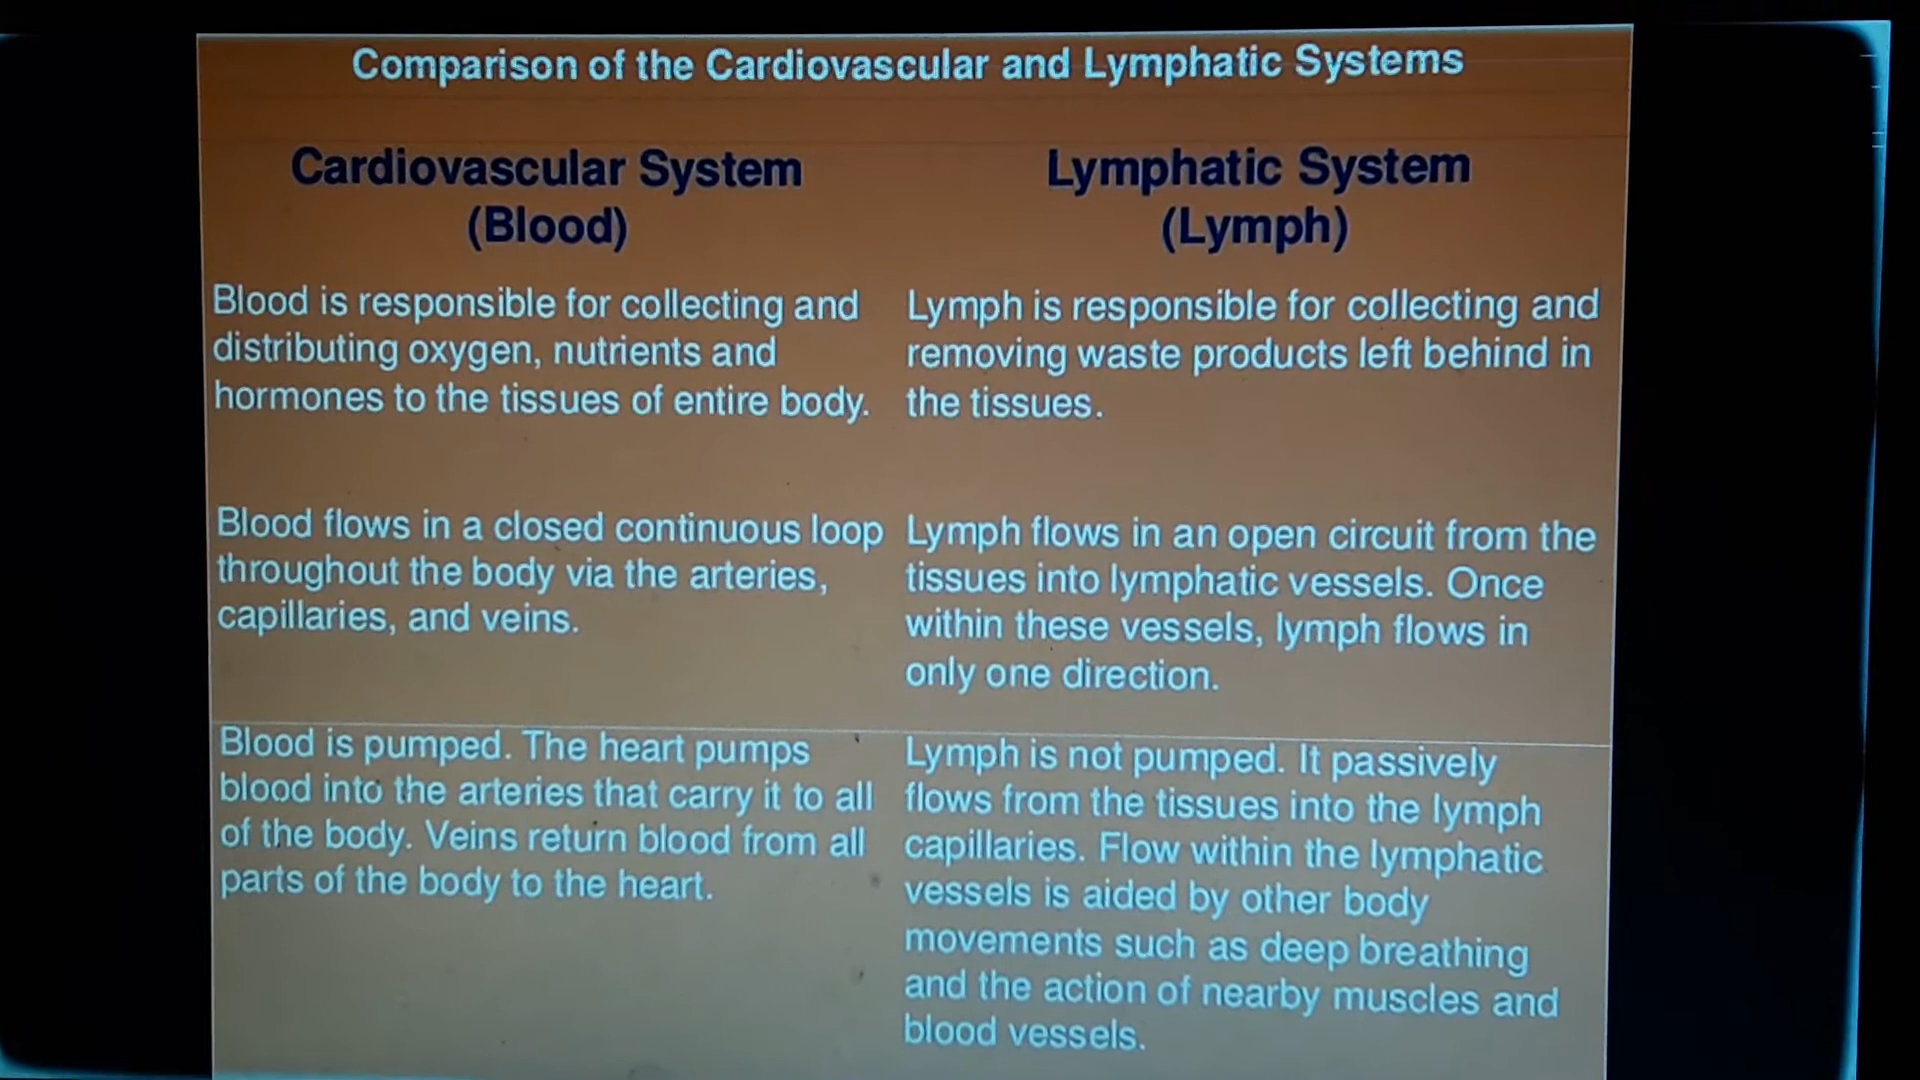 Comparison of the Cardiovascular and Lymphatic Systems
Cardiovascular System
(Blood)
Lymphatic System
(Lymph)
Blood is responsible for collecting and
distributing oxygen, nutrients and
hormones to the tissues of entire body.
Lymph is responsible for collecting and
removing waste products left behind in
the tissues.
Blood flows in a closed continuous loop
throughout the body via the arteries,
capillaries, and veins.
Lymph flows in an open circuit from the
tissues into lymphatic vessels. Once
within these vessels, lymph flows in
only one direction.
Blood is pumped. The heart pumps
blood into the arteries that carry it to all
of the body. Veins return blood from all
parts of the body to the heart.
Lymph is not pumped. It passively
flows from the tissues into the lymph
capillaries. Flow within the lymphatic
vessels is aided by other body
movements such as deep breathing
and the action of nearby muscles and
blood vessels.